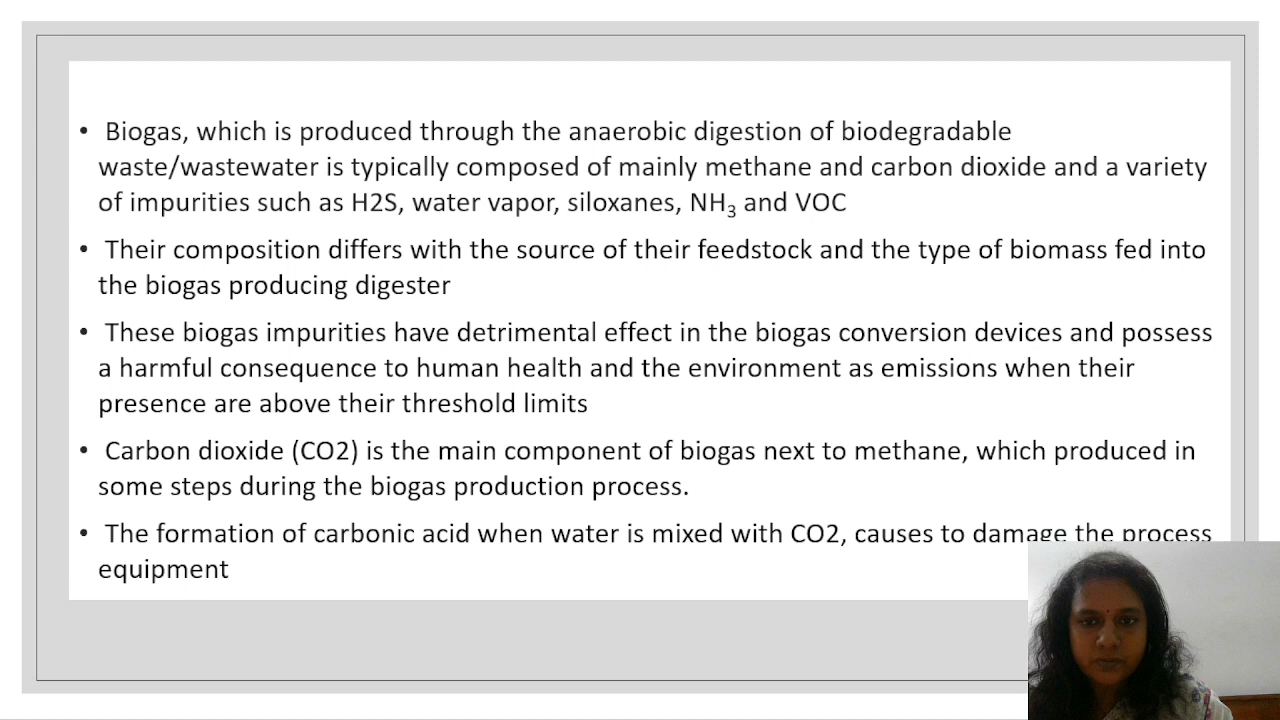 • Biogas, which is produced through the anaerobic digestion of biodegradable
waste/wastewater is typically composed of mainly methane and carbon dioxide and a variety
of impurities such as H2S, water vapor, siloxanes, NH₃ and VOC
• Their composition differs with the source of their feedstock and the type of biomass fed into
the biogas producing digester
• These biogas impurities have detrimental effect in the biogas conversion devices and possess
a harmful consequence to human health and the environment as emissions when their
presence are above their threshold limits
• Carbon dioxide (CO2) is the main component of biogas next to methane, which produced in
some steps during the biogas production process.
• The formation of carbonic acid when water is mixed with CO2, causes to damage the process
equipment